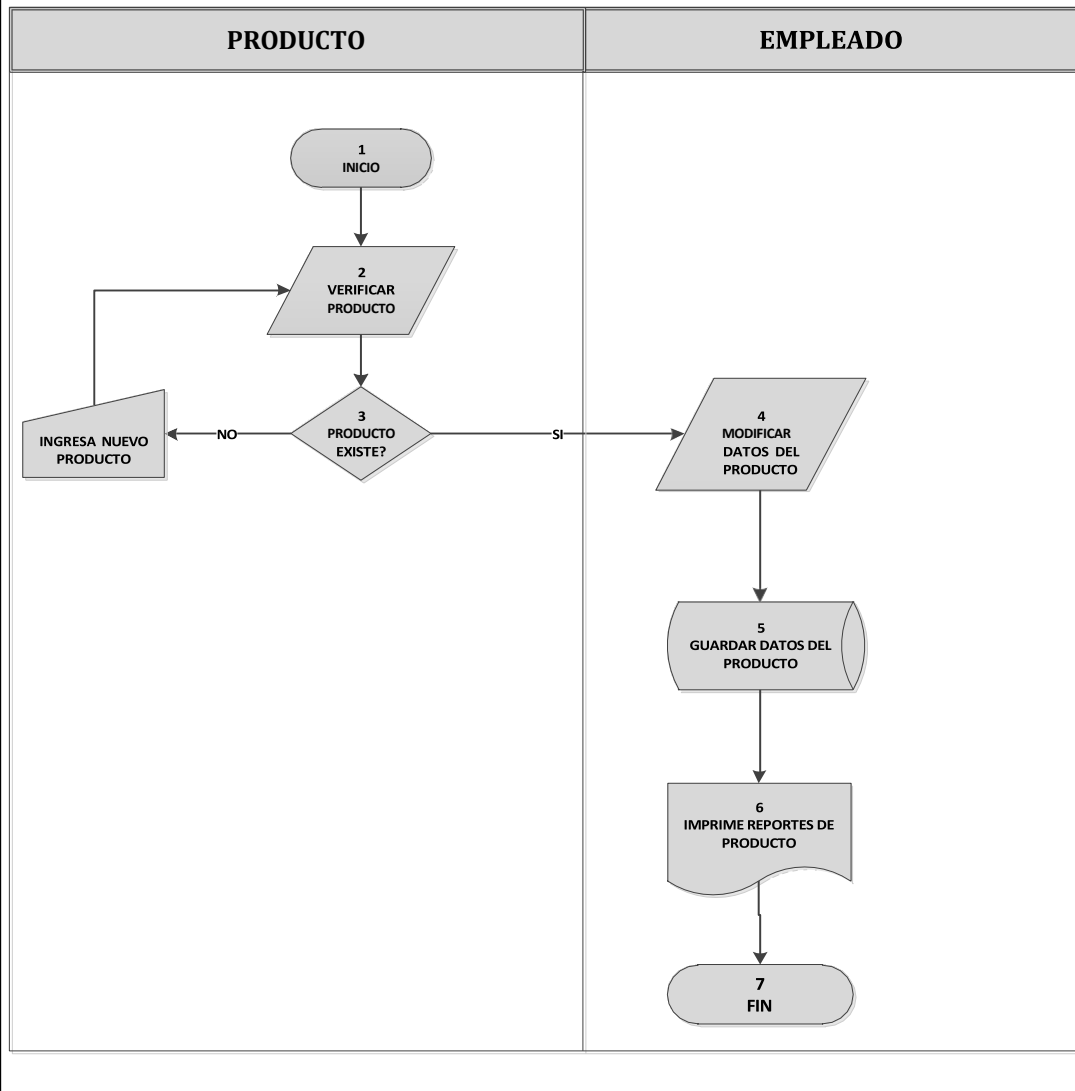 PRODUCTO
EMPLEADO
1
INICIO
2
VERIFICAR
PRODUCTO
3
PRODUCTO
EXISTE?
NO
INGRESA NUEVO
PRODUCTO
SI
4
MODIFICAR
DATOS DEL
PRODUCTO
5
GUARDAR DATOS DEL
PRODUCTO
6
IMPRIME REPORTES DE
PRODUCTO
7
FIN